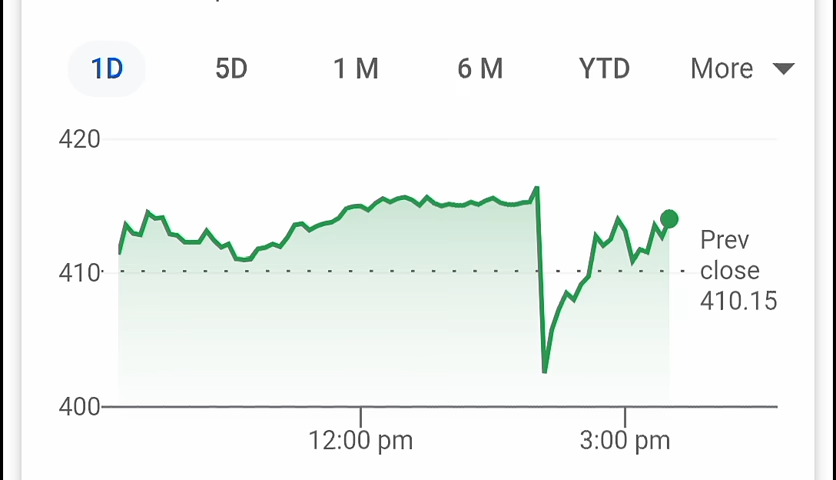 1D 5D 1 M 6 M YTD More
420
410
400
Prev
close
410.15
12:00 pm 3:00 pm